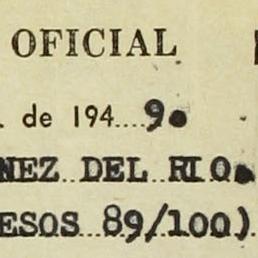 OFICIAL
. de 194 9.
NEZ DEL RIO.
ESOS 89/100)